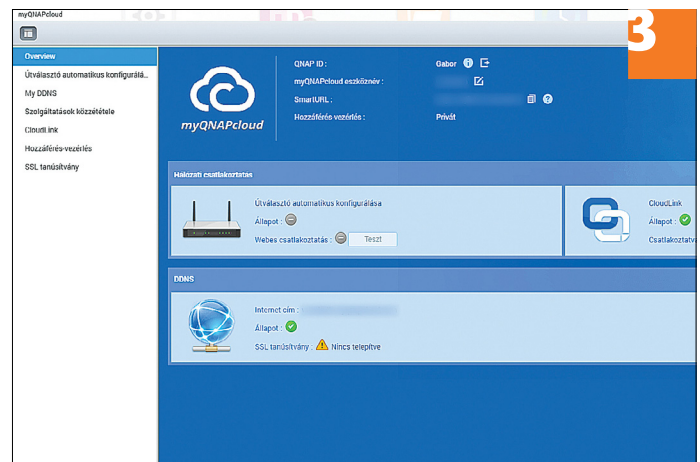 myQNAPcloud
3
Overview
Útválasztó automatikus konfigurálá..
My DDNS
Szolgáltatások közzététele
CloudLink
Hozzáférés-vezérlés
SSL tanúsítvány
myQNAPcloud
QNAP ID : Gabor
myQNAPcloud eszköznév :
SmartURL :
Hozzáférés vezérlés : Privát
Hálózati csatlakoztatás
Útválasztó automatikus konfigurálása
Állapot :
Webes csatlakoztatás : Teszt
CloudLink
Állapot :
Csatlakoztatva
DDNS
Internet cím :
Állapot :
SSL tanúsítvány : Nincs telepítve